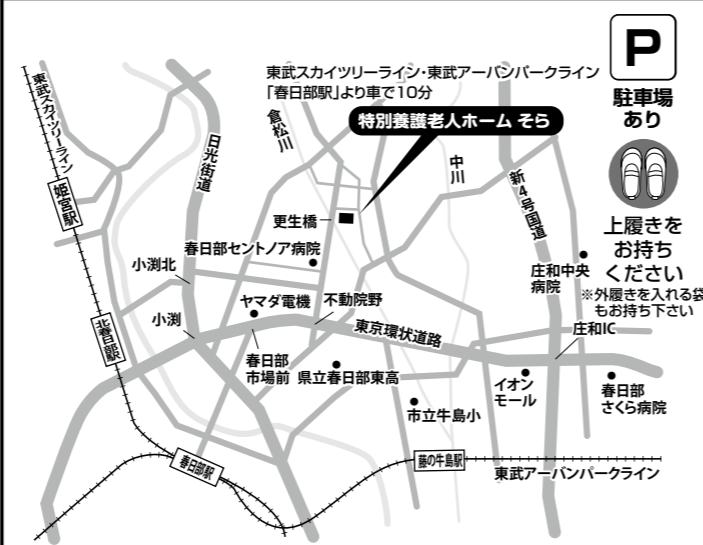 P
駐車場
あり
上履きを
お持ち
ください
※外履きを入れる袋
もお持ち下さい
東武スカイツリーライン・東武アーバンパークライン
「春日部駅」より車で10分
特別養護老人ホーム そら
東武スカイツリーライン
姫宮駅
日光街道
倉松川
中川
新4号国道
更生橋
春日部セントノア病院
小渕北
庄和中央
病院
ヤマダ電機
不動院野
小渕
東京環状道路
庄和IC
北春日部駅
春日部
市場前
県立春日部東高
イオン
モール
春日部
さくら病院
市立牛島小
春日部駅
藤の牛島駅
東武アーバンパークライン